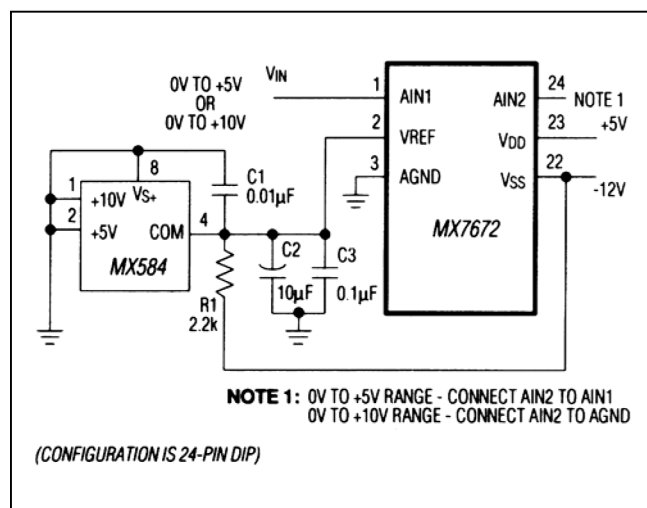 0V TO +5V
OR
0V TO +10V
VIN
1
AIN1
AIN2
24
NOTE 1
2
VREF
VDD
23
+5V
3
AGND
VSS
22
-12V
MX7672
8
VS+
1
+10V
2
+5V
COM
4
MX584
C1
0.01µF
C2
10µF
C3
0.1µF
R1
2.2k
NOTE 1: 0V TO +5V RANGE - CONNECT AIN2 TO AIN1
0V TO +10V RANGE - CONNECT AIN2 TO AGND
(CONFIGURATION IS 24-PIN DIP)